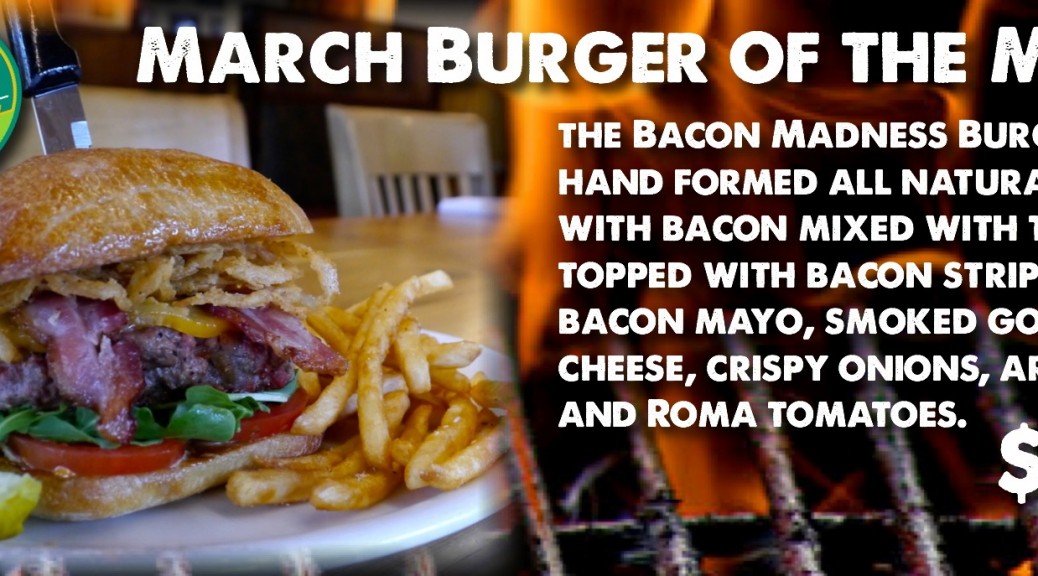 March Burger of the M
the Bacon Madness Burg
hand formed all natura
with bacon mixed with t
topped with bacon strip
bacon mayo, smoked go
cheese, crispy onions, ar
and Roma tomatoes.
$